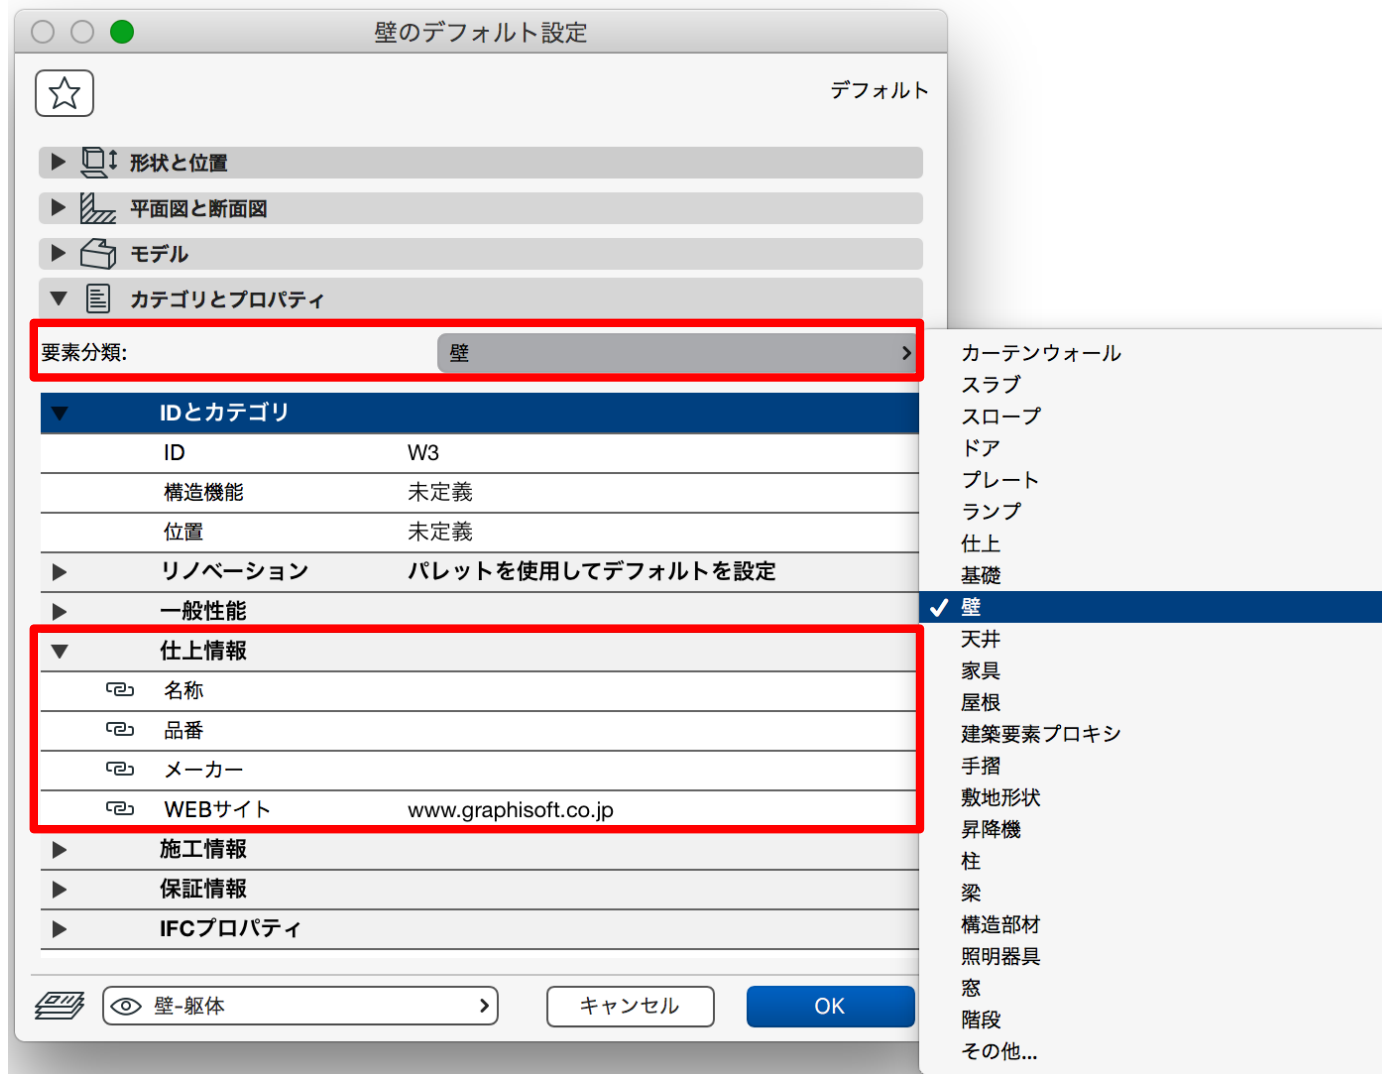 壁のデフォルト設定
デフォルト
形状と位置
平面図と断面図
モデル
カテゴリとプロパティ
要素分類: 壁
IDとカテゴリ
ID W3
構造機能 未定義
位置 未定義
リノベーション パレットを使用してデフォルトを設定
一般性能
仕上情報
名称
品番
メーカー
WEBサイト www.graphisoft.co.jp
施工情報
保証情報
IFCプロパティ
壁-躯体 キャンセル OK
カーテンウォール
スラブ
スロープ
ドア
プレート
ランプ
仕上
基礎
壁
天井
家具
屋根
建築要素プロキシ
手摺
敷地形状
昇降機
柱
梁
構造部材
照明器具
窓
階段
その他...